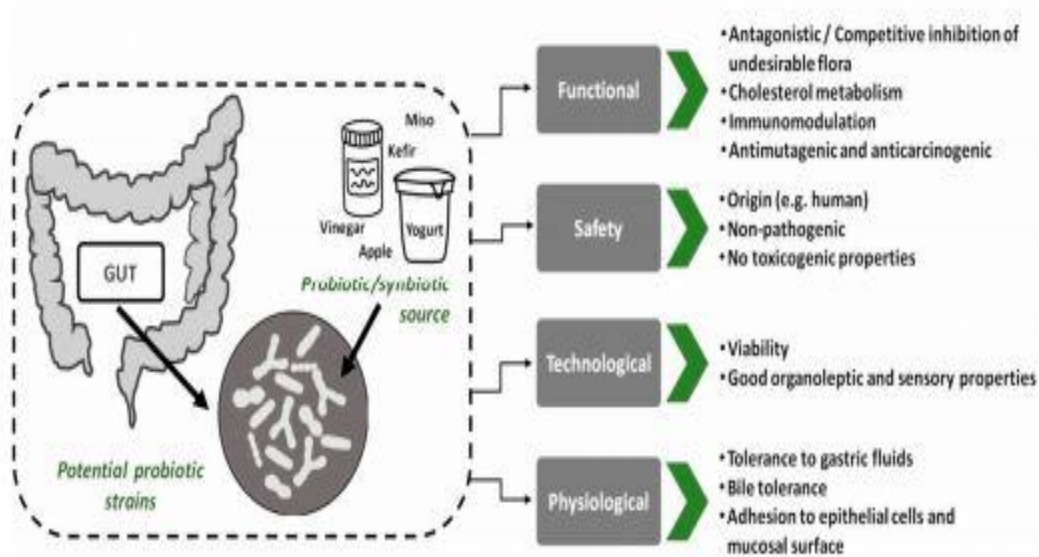 GUT
Miso
Kefir
Vinegar
Yogurt
Apple
Probiotic/synbiotic
source
Potential probiotic
strains
Functional
• Antagonistic / Competitive inhibition of
undesirable flora
• Cholesterol metabolism
• Immunomodulation
• Antimutagenic and anticarcinogenic
Safety
• Origin (e.g. human)
• Non-pathogenic
• No toxicogenic properties
Technological
• Viability
• Good organoleptic and sensory properties
Physiological
• Tolerance to gastric fluids
• Bile tolerance
• Adhesion to epithelial cells and
mucosal surface